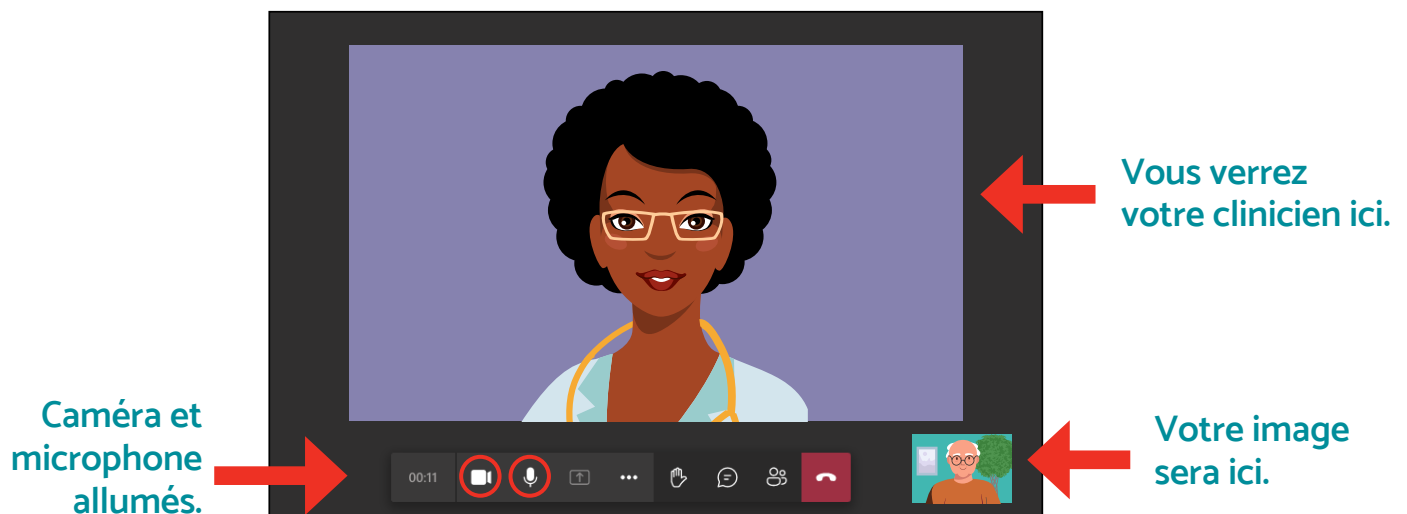 Vous verrez
votre clinicien ici.
Caméra et
microphone
allumés.
00:11
Votre image
sera ici.